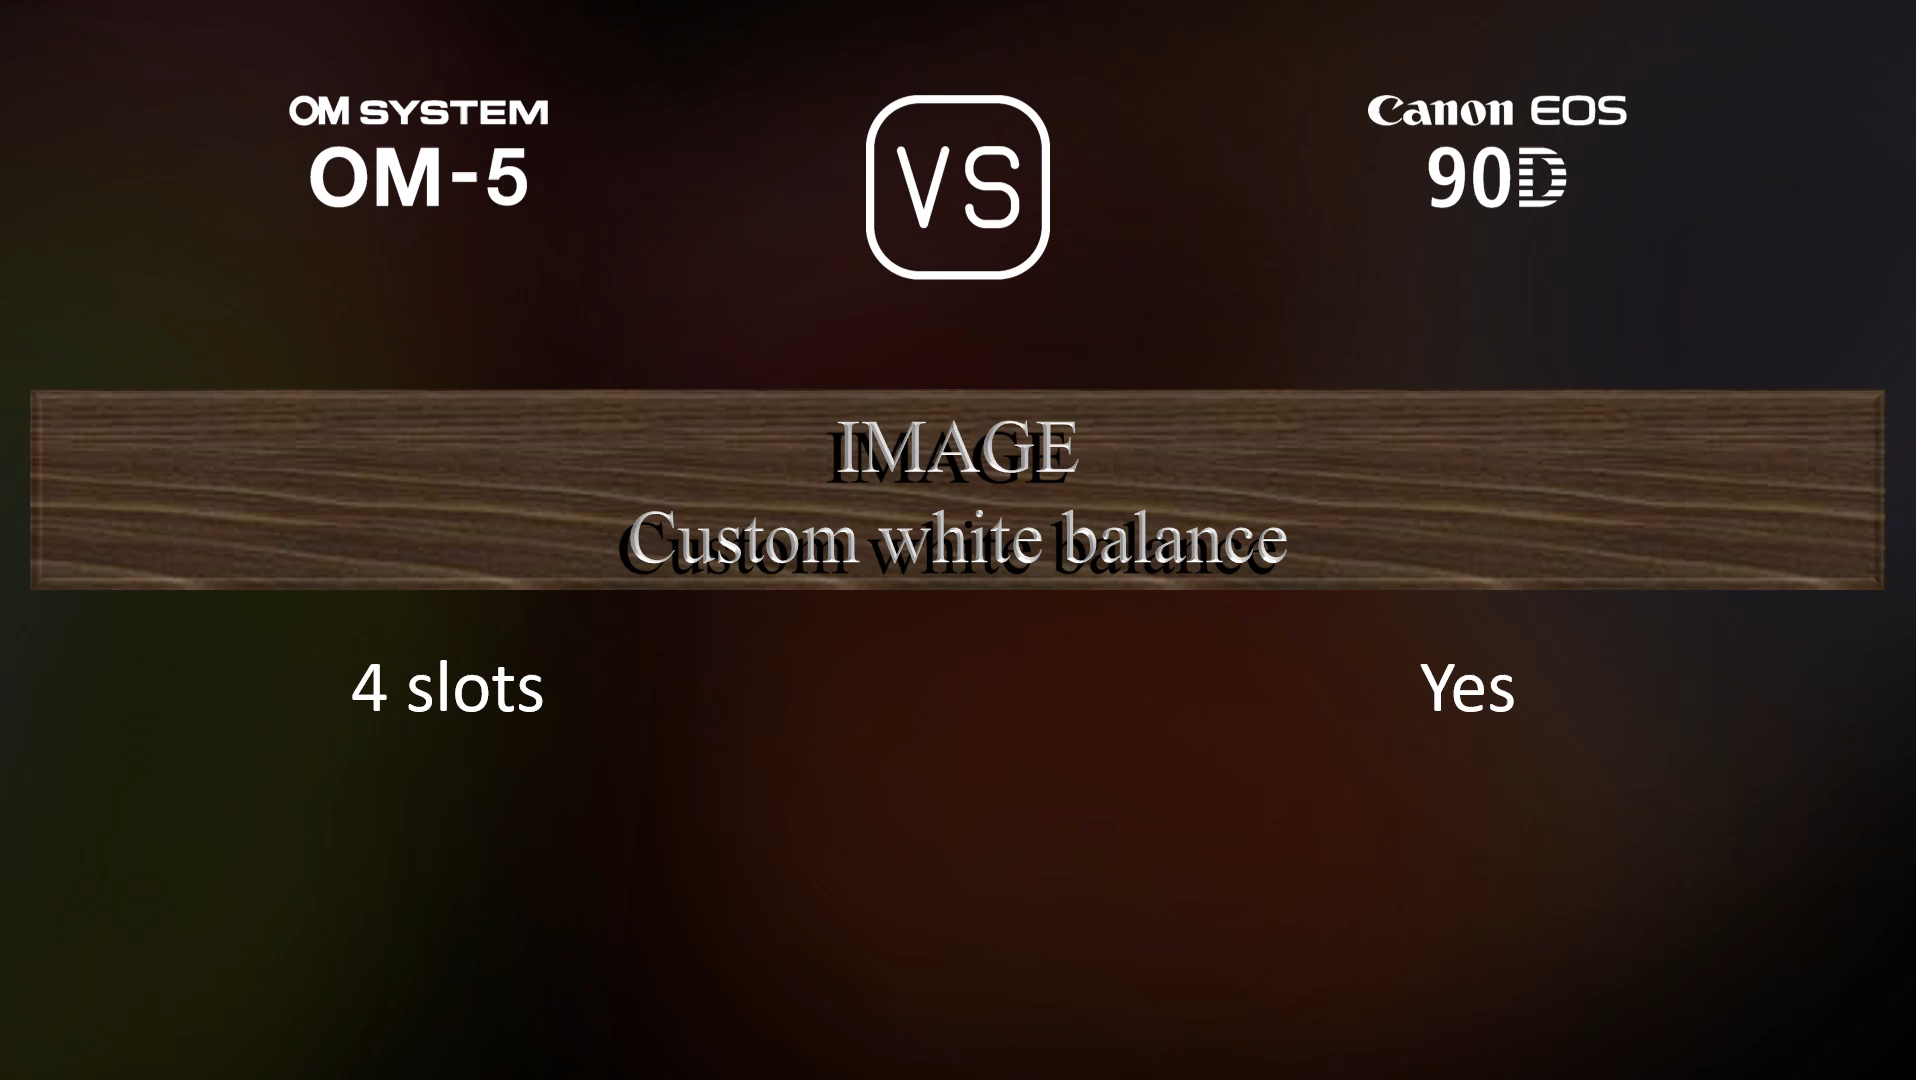 OM SYSTEM
OM-5
VS
Canon EOS
90D
IMAGE
Custom white balance
4 slots
Yes